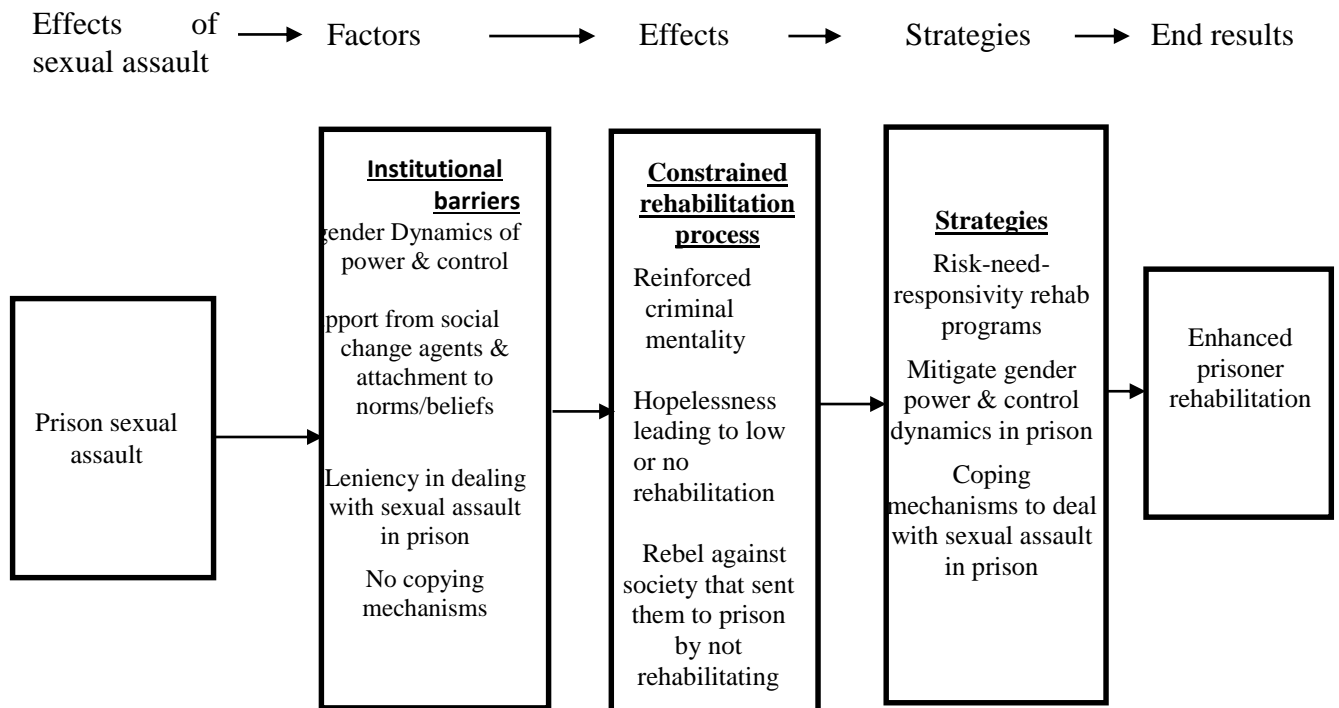 Effects of
sexual assault
Factors
Effects
Strategies
End results
Prison sexual
assault
Institutional
barriers
gender Dynamics of
power & control
pport from social
change agents &
attachment to
norms/beliefs
Leniency in dealing
with sexual assault
in prison
No copying
mechanisms
Constrained
rehabilitation
process
Reinforced
criminal
mentality
Hopelessness
leading to low
or no
rehabilitation
Rebel against
society that sent
them to prison
by not
rehabilitating
Strategies
Risk-need-
responsivity rehab
programs
Mitigate gender
power & control
dynamics in prison
Coping
mechanisms to deal
with sexual assault
in prison
Enhanced
prisoner
rehabilitation